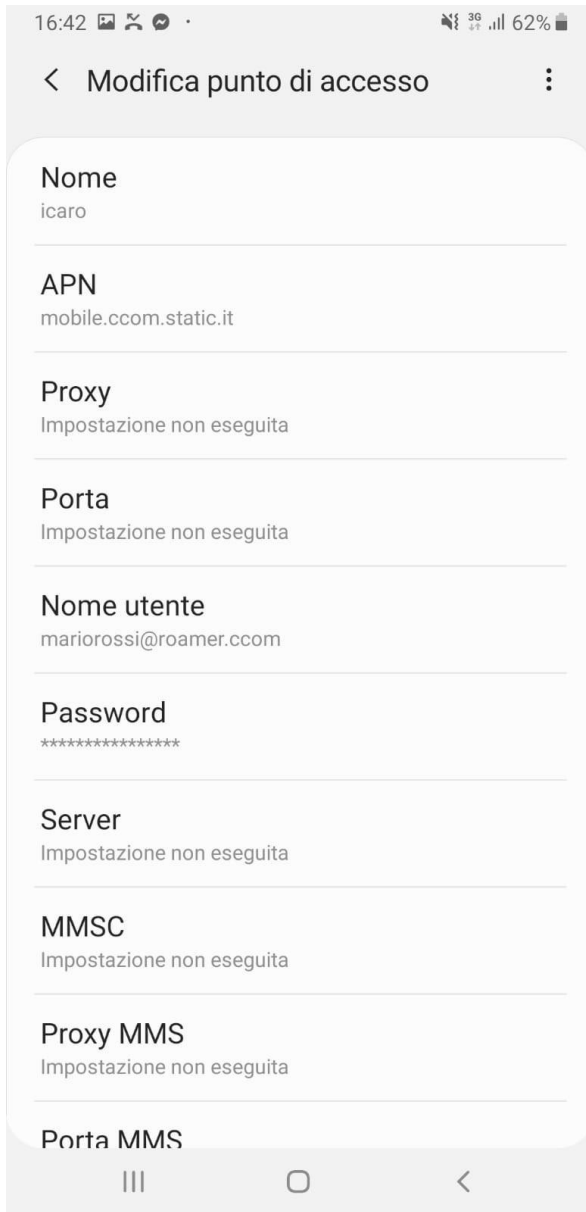 16:42
3G 62%
Modifica punto di accesso
Nome
icaro
APN
mobile.ccom.static.it
Proxy
Impostazione non eseguita
Porta
Impostazione non eseguita
Nome utente
mariorossi@roamer.ccom
Password
****************
Server
Impostazione non eseguita
MMSC
Impostazione non eseguita
Proxy MMS
Impostazione non eseguita
Porta MMS